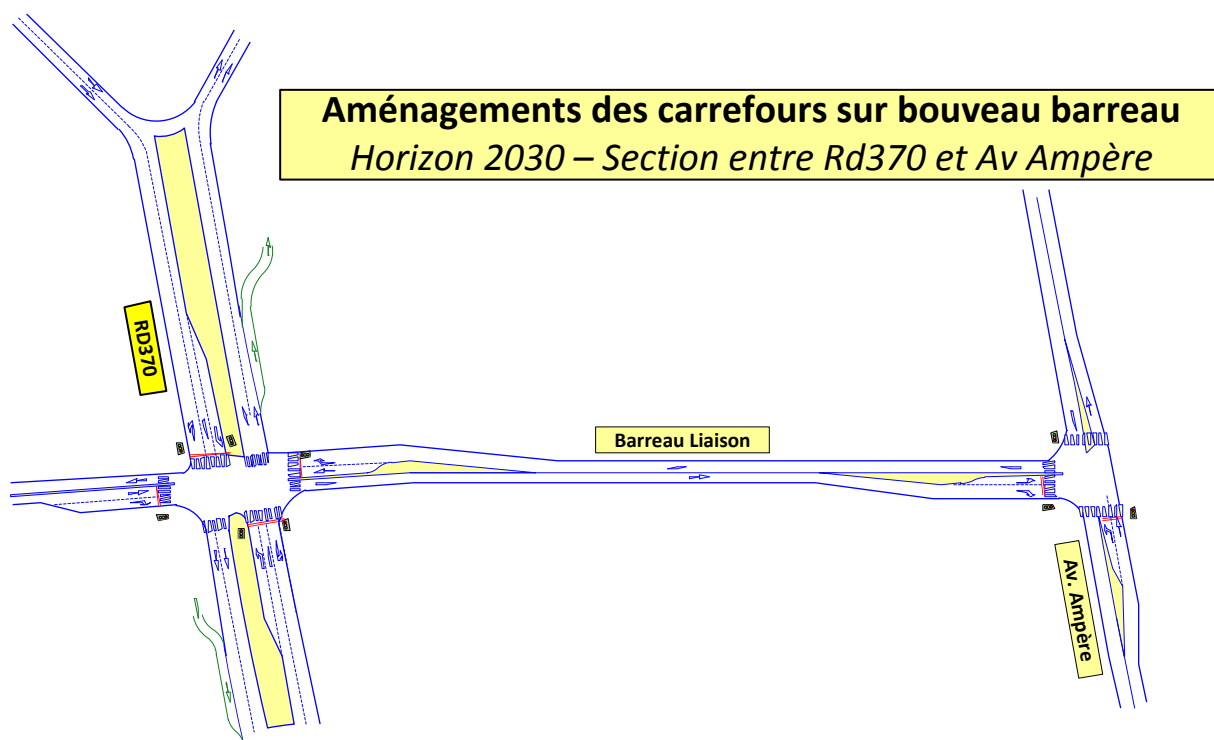 Aménagements des carrefours sur bouveau barreau
Horizon 2030 – Section entre Rd370 et Av Ampère
RD370
Barreau Liaison
Av. Ampère